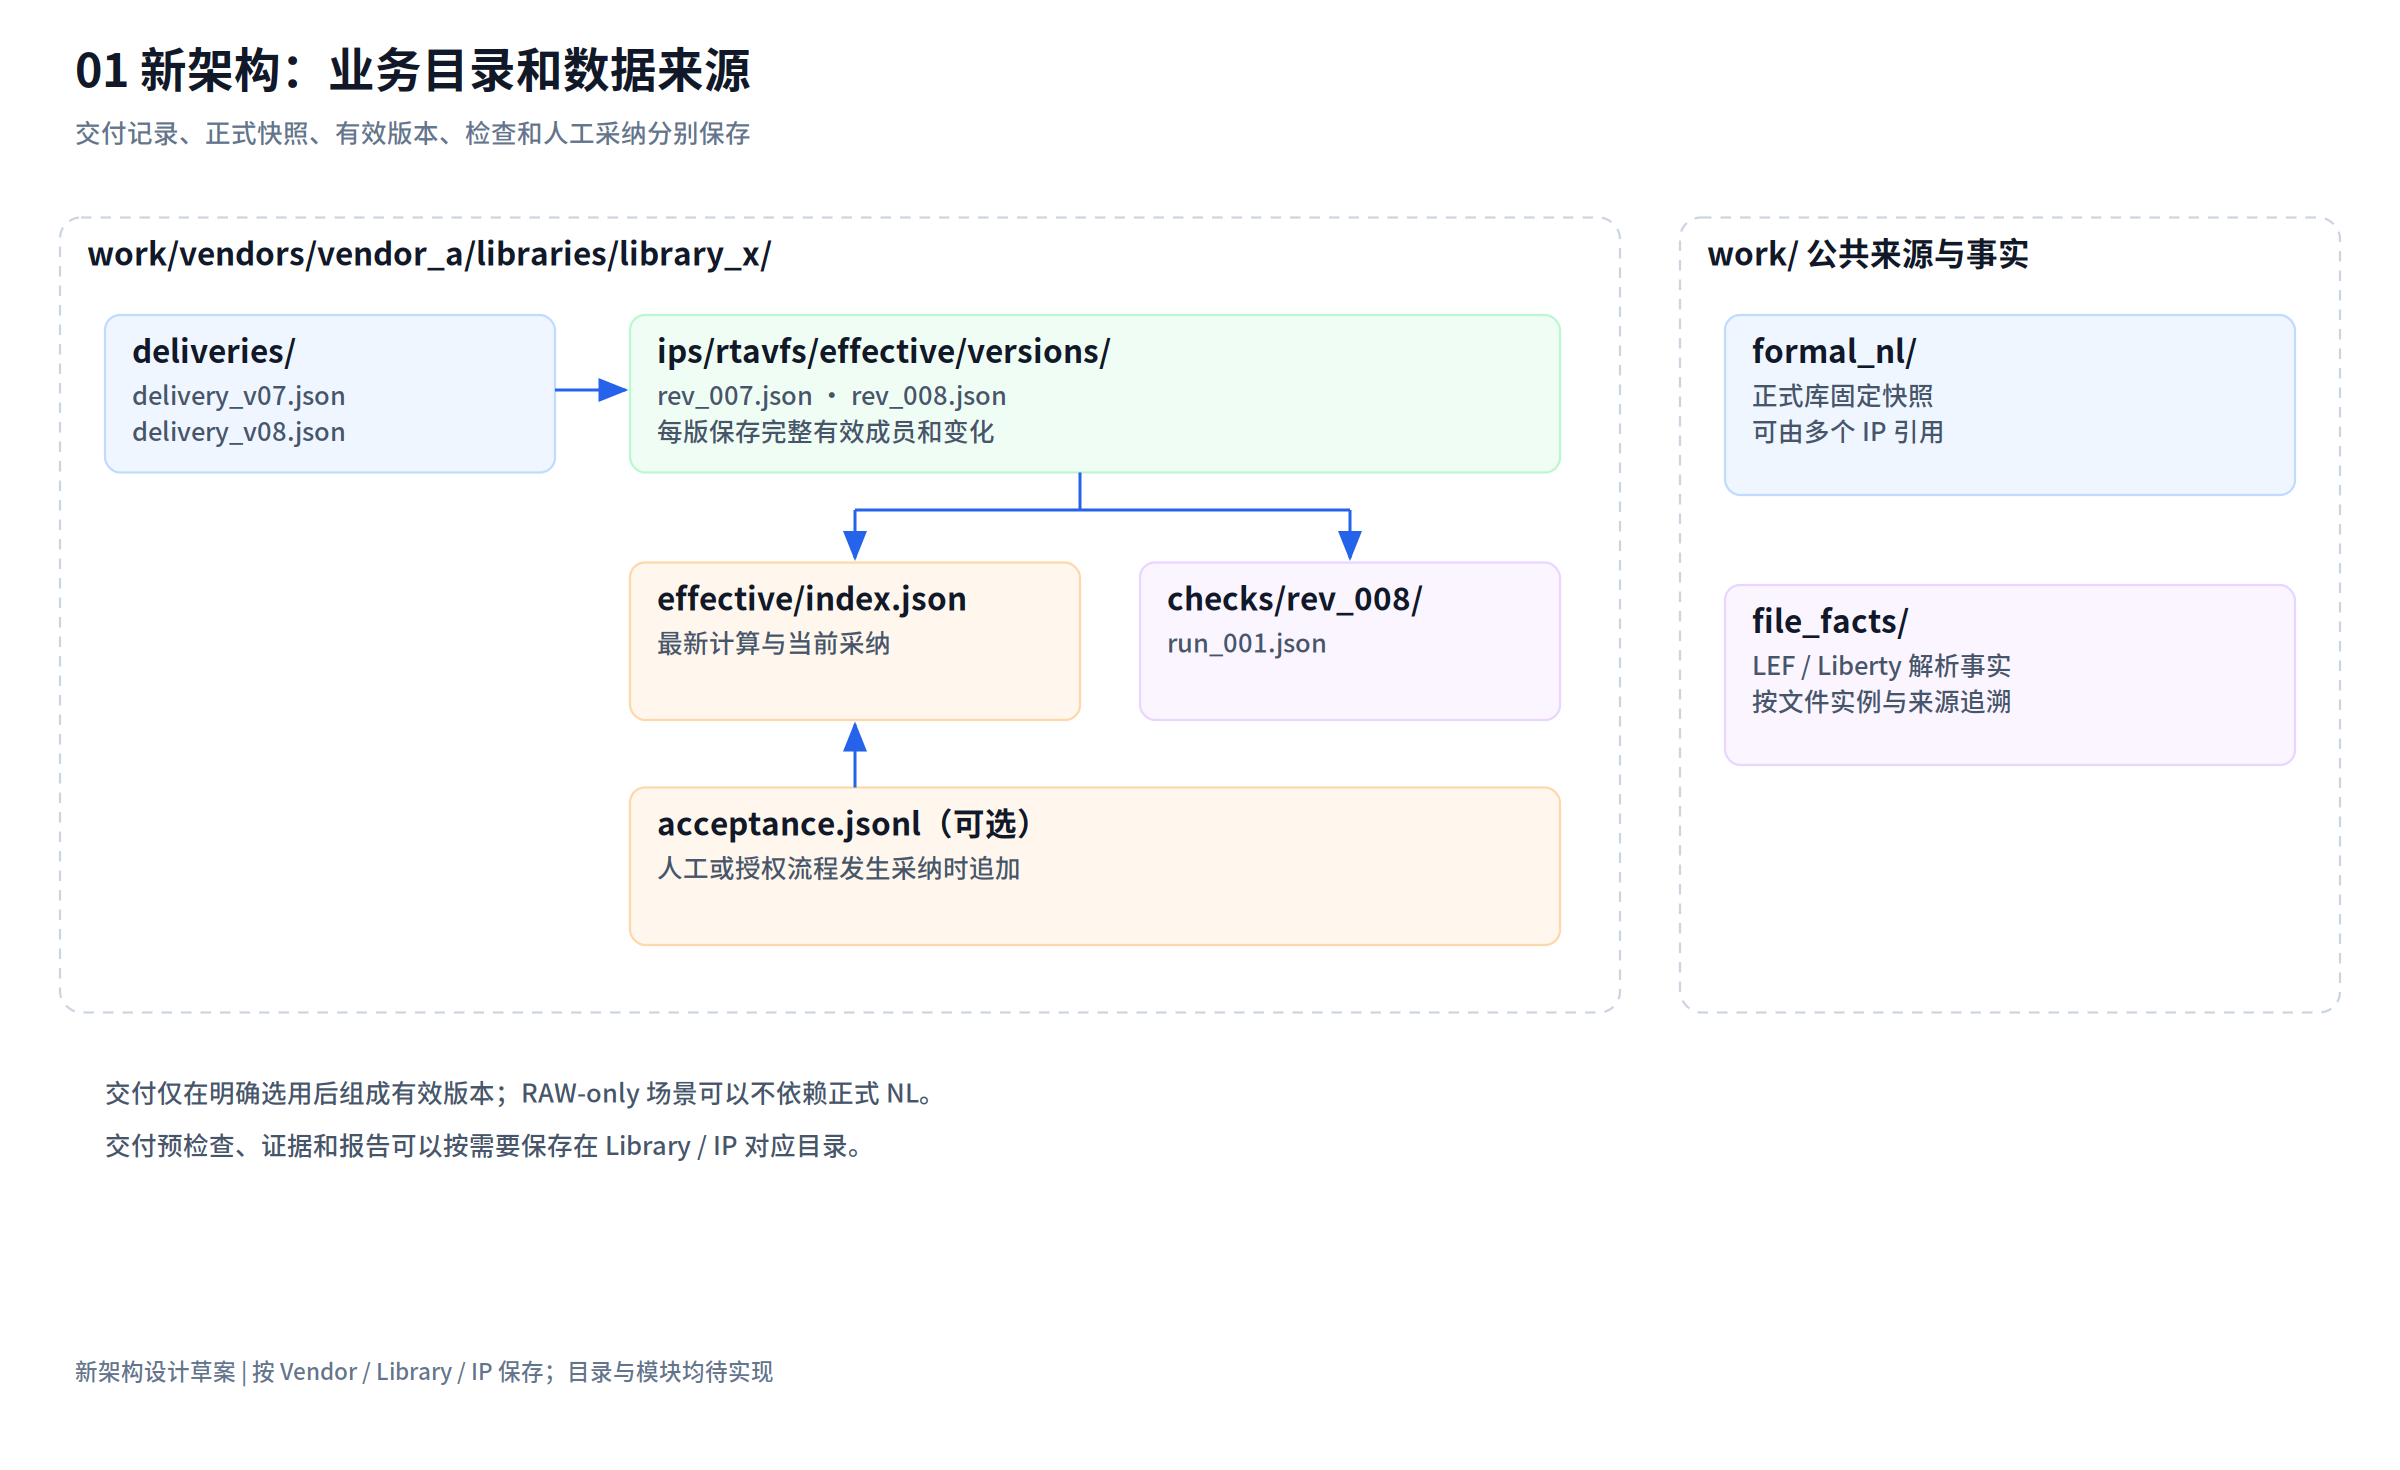 01 新架构：业务目录和数据来源
交付记录、正式快照、有效版本、检查和人工采纳分别保存
work/vendors/vendor_a/libraries/library_x/
deliveries/
delivery_v07.json
delivery_v08.json
ips/rtavfs/effective/versions/
rev_007.json · rev_008.json
每版保存完整有效成员和变化
effective/index.json
最新计算与当前采纳
checks/rev_008/
run_001.json
acceptance.jsonl（可选）
人工或授权流程发生采纳时追加
work/ 公共来源与事实
formal_nl/
正式库固定快照
可由多个 IP 引用
file_facts/
LEF / Liberty 解析事实
按文件实例与来源追溯
交付仅在明确选用后组成有效版本；RAW-only 场景可以不依赖正式 NL。
交付预检查、证据和报告可以按需要保存在 Library / IP 对应目录。
新架构设计草案 | 按 Vendor / Library / IP 保存；目录与模块均待实现